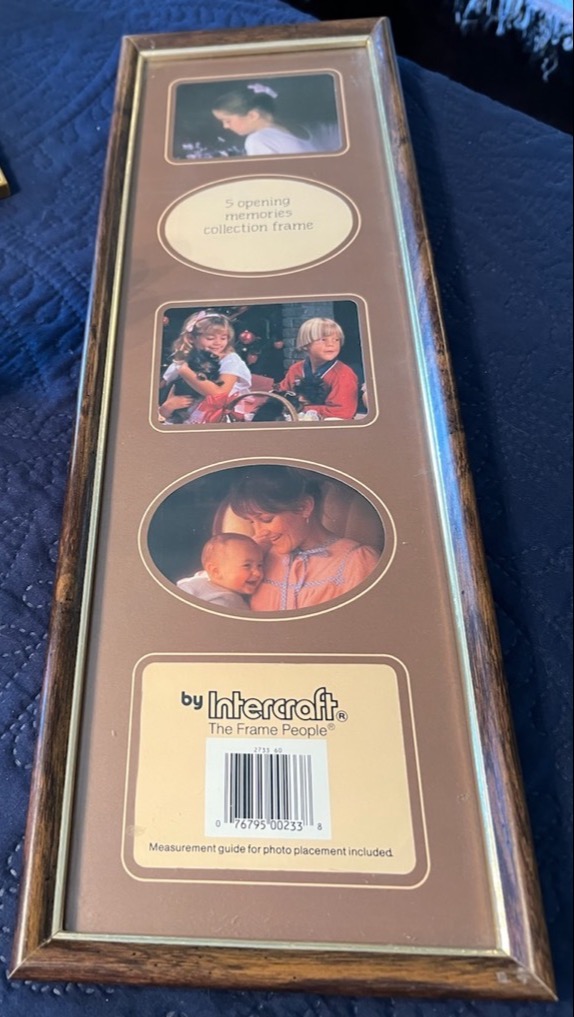 5 opening
memories
collection frame
by Intercraft®
The Frame People®
2733 60
0 76795 00233 8
Measurement guide for photo placement included.